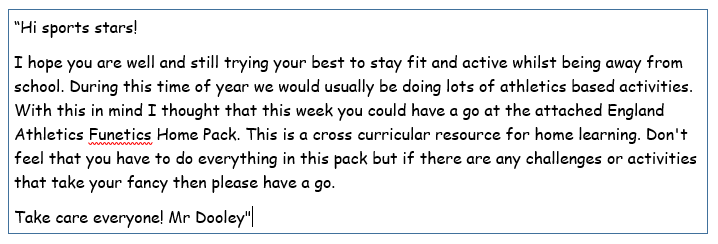 “Hi sports stars!
I hope you are well and still trying your best to stay fit and active whilst being away from
school. During this time of year we would usually be doing lots of athletics based activities.
With this in mind I thought that this week you could have a go at the attached England
Athletics Funetics Home Pack. This is a cross curricular resource for home learning. Don't
feel that you have to do everything in this pack but if there are any challenges or activities
that take your fancy then please have a go.
Take care everyone! Mr Dooley"